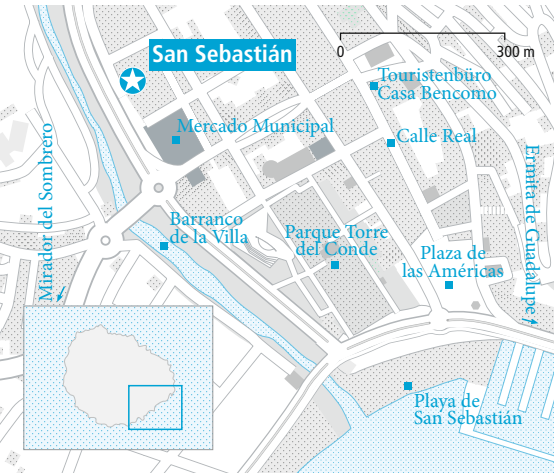 San Sebastián
0
300 m
Touristenbüro
Casa Bencomo
Mercado Municipal
Calle Real
Mirador del Sombrero
Ermita de Guadalupe
Barranco
de la Villa
Parque Torre
del Conde
Plaza de
las Américas
Playa de
San Sebastián